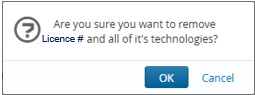 Are you sure you want to remove
Licence # and all of it's technologies?
OK
Cancel